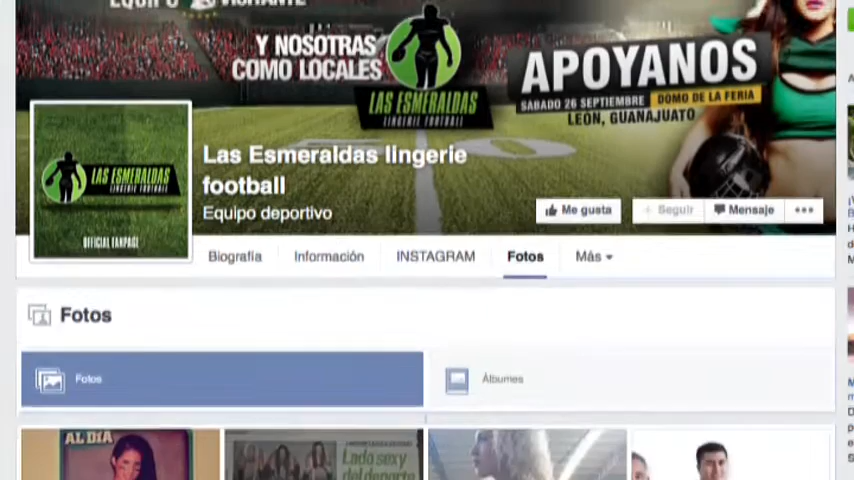 EQUIPO VISITANTE
Y NOSOTRAS
COMO LOCALES
LAS ESMERALDAS
LINGERIE FOOTBALL
APOYANOS
SABADO 26 SEPTIEMBRE DOMO DE LA FERIA
LEON, GUANAJUATO
LAS ESMERALDAS
LINGERIE FOOTBALL
OFFICIAL FANPAGE
Las Esmeraldas lingerie
football
Equipo deportivo
Me gusta
+ Seguir
Mensaje
Biografía Información INSTAGRAM Fotos Más
Fotos
Fotos
Álbumes
AL DÍA
Lado sexy
del deporte